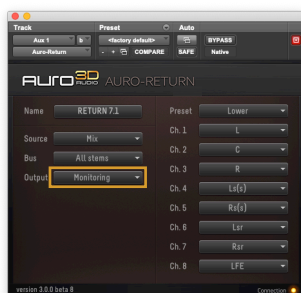 Track Preset Auto
Aux 1 b <factory default> BYPASS
Auro-Return - + COMPARE SAFE Native
AURO 3D AUDIO AURO-RETURN
Name RETURN 7.1
Source Mix
Bus All stems
Output Monitoring
Preset Lower
Ch. 1 L
Ch. 2 C
Ch. 3 R
Ch. 4 Ls(s)
Ch. 5 Rs(s)
Ch. 6 Lsr
Ch. 7 Rsr
Ch. 8 LFE
version 3.0.0 beta 8 Connection